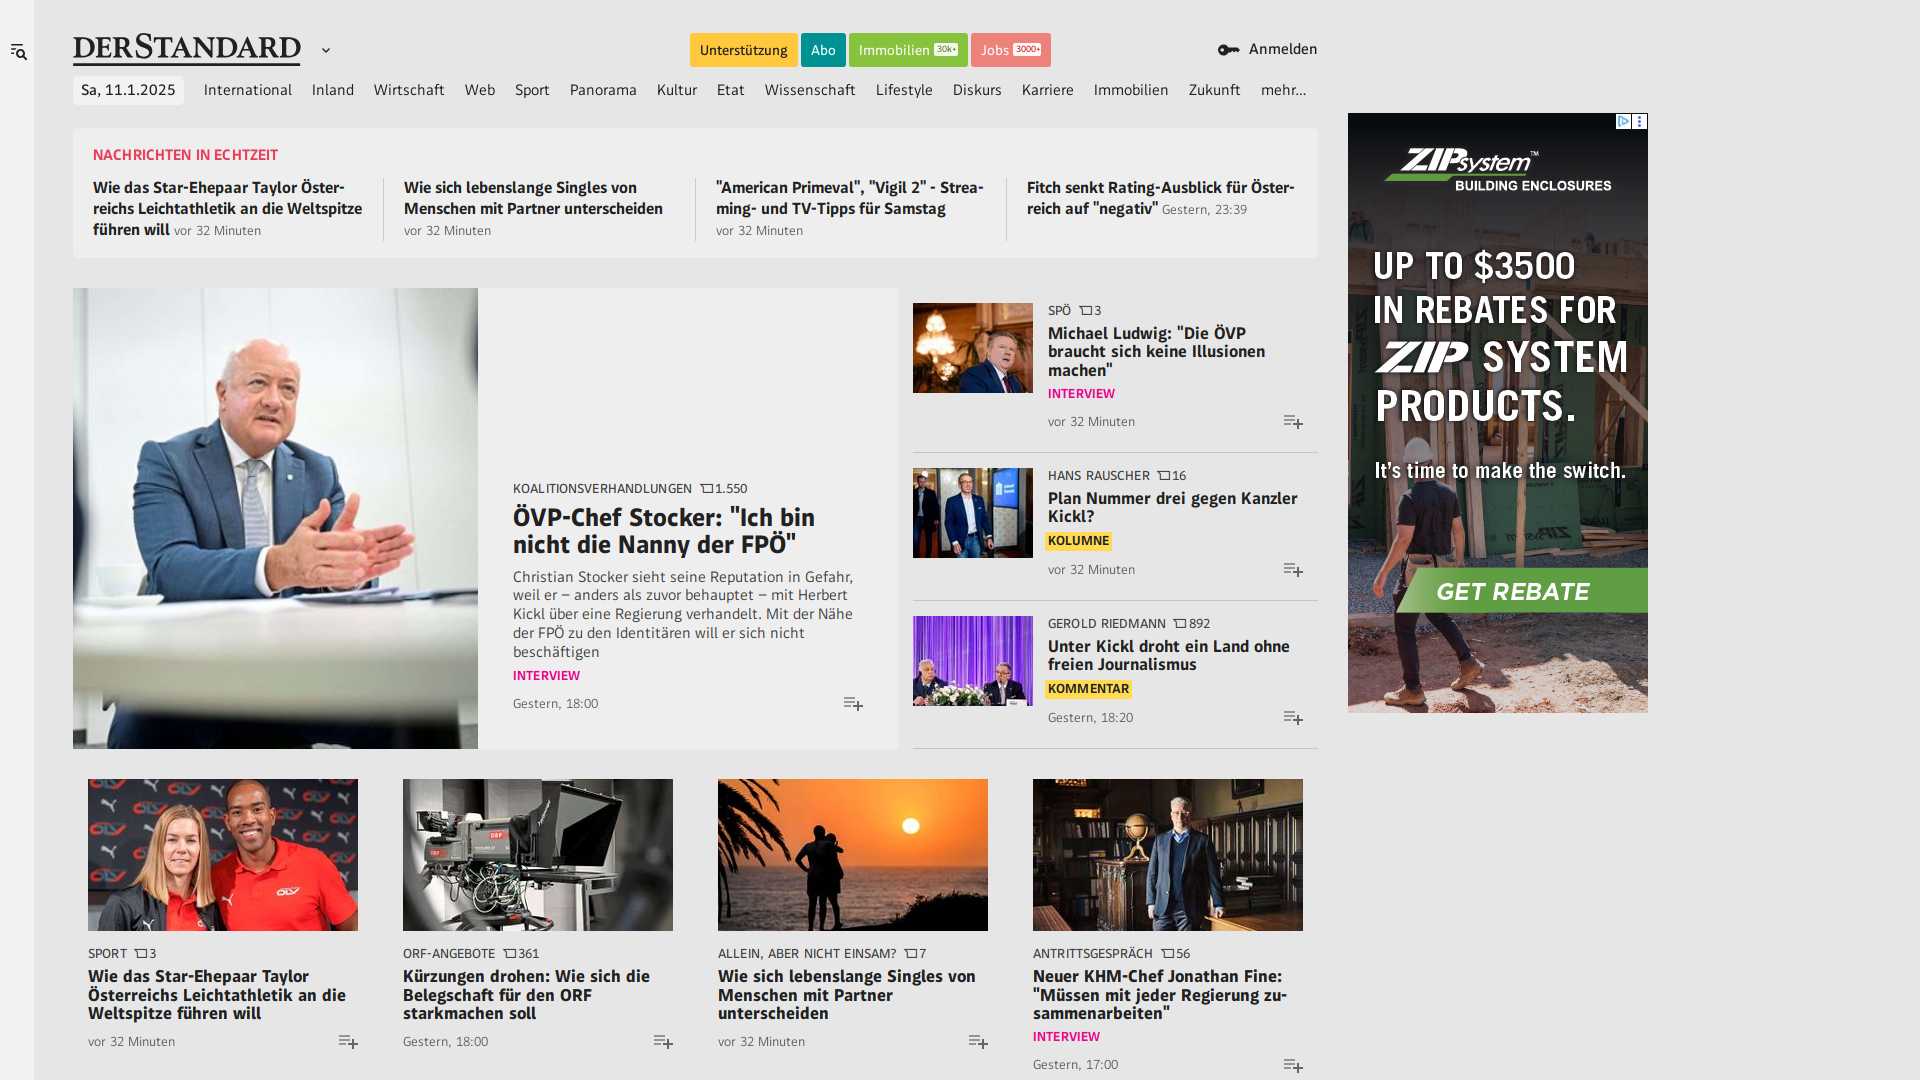 DERSTANDARD
Unterstützung
Abo
Immobilien 30k+
Jobs 3000+
Anmelden
Sa, 11.1.2025
International
Inland
Wirtschaft
Web
Sport
Panorama
Kultur
Etat
Wissenschaft
Lifestyle
Diskurs
Karriere
Immobilien
Zukunft
mehr…
NACHRICHTEN IN ECHTZEIT
Wie das Star-Ehepaar Taylor Öster-
reichs Leichtathletik an die Weltspitze
führen will vor 32 Minuten
Wie sich lebenslange Singles von
Menschen mit Partner unterscheiden
vor 32 Minuten
"American Primeval", "Vigil 2" - Strea-
ming- und TV-Tipps für Samstag
vor 32 Minuten
Fitch senkt Rating-Ausblick für Öster-
reich auf "negativ" Gestern, 23:39
KOALITIONSVERHANDLUNGEN 1.550
ÖVP-Chef Stocker: "Ich bin
nicht die Nanny der FPÖ"
Christian Stocker sieht seine Reputation in Gefahr,
weil er – anders als zuvor behauptet – mit Herbert
Kickl über eine Regierung verhandelt. Mit der Nähe
der FPÖ zu den Identitären will er sich nicht
beschäftigen
INTERVIEW
Gestern, 18:00
SPÖ 3
Michael Ludwig: "Die ÖVP
braucht sich keine Illusionen
machen"
INTERVIEW
vor 32 Minuten
HANS RAUSCHER 16
Plan Nummer drei gegen Kanzler
Kickl?
KOLUMNE
vor 32 Minuten
GEROLD RIEDMANN 892
Unter Kickl droht ein Land ohne
freien Journalismus
KOMMENTAR
Gestern, 18:20
ZIP system™
BUILDING ENCLOSURES
UP TO $3500
IN REBATES FOR
ZIP SYSTEM
PRODUCTS.
It's time to make the switch.
GET REBATE
SPORT 3
Wie das Star-Ehepaar Taylor
Österreichs Leichtathletik an die
Weltspitze führen will
vor 32 Minuten
ORF-ANGEBOTE 361
Kürzungen drohen: Wie sich die
Belegschaft für den ORF
starkmachen soll
Gestern, 18:00
ALLEIN, ABER NICHT EINSAM? 7
Wie sich lebenslange Singles von
Menschen mit Partner
unterscheiden
vor 32 Minuten
ANTRITTSGESPRÄCH 56
Neuer KHM-Chef Jonathan Fine:
"Müssen mit jeder Regierung zu-
sammenarbeiten"
INTERVIEW
Gestern, 17:00